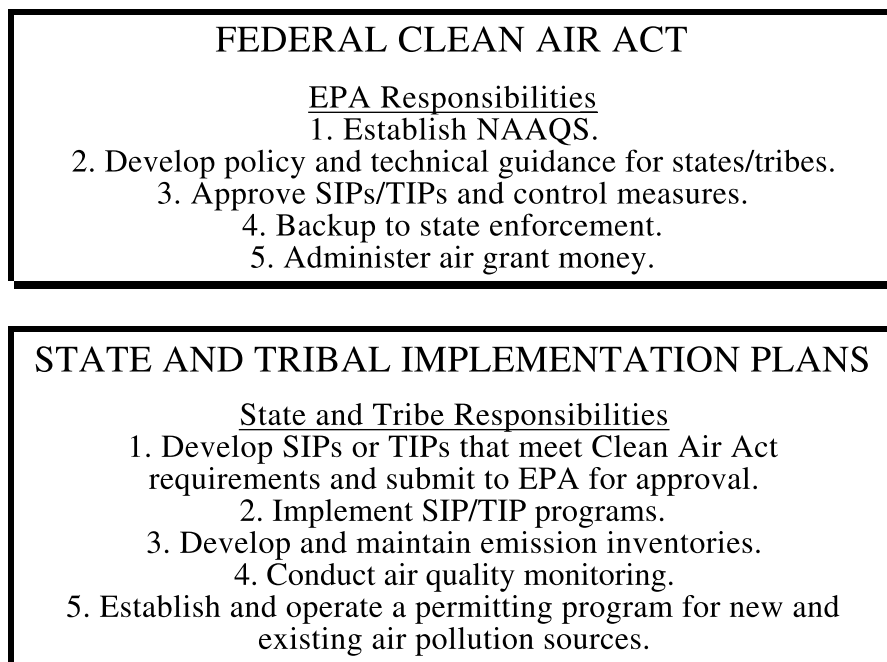 FEDERAL CLEAN AIR ACT
EPA Responsibilities
1. Establish NAAQS.
2. Develop policy and technical guidance for states/tribes.
3. Approve SIPs/TIPs and control measures.
4. Backup to state enforcement.
5. Administer air grant money.
STATE AND TRIBAL IMPLEMENTATION PLANS
State and Tribe Responsibilities
1. Develop SIPs or TIPs that meet Clean Air Act
requirements and submit to EPA for approval.
2. Implement SIP/TIP programs.
3. Develop and maintain emission inventories.
4. Conduct air quality monitoring.
5. Establish and operate a permitting program for new and
existing air pollution sources.